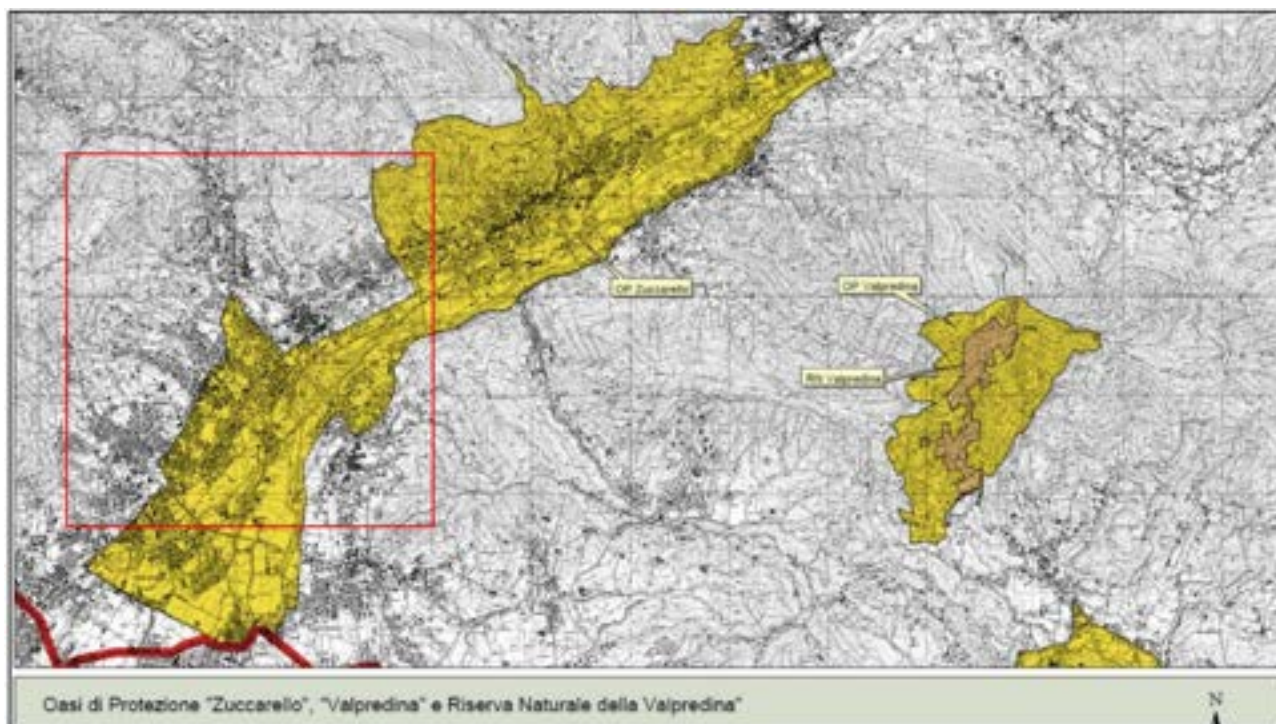 OP Zuccarello
OP Valpredina
RN Valpredina
Oasi di Protezione "Zuccarello", "Valpredina" e Riserva Naturale della Valpredina"
N